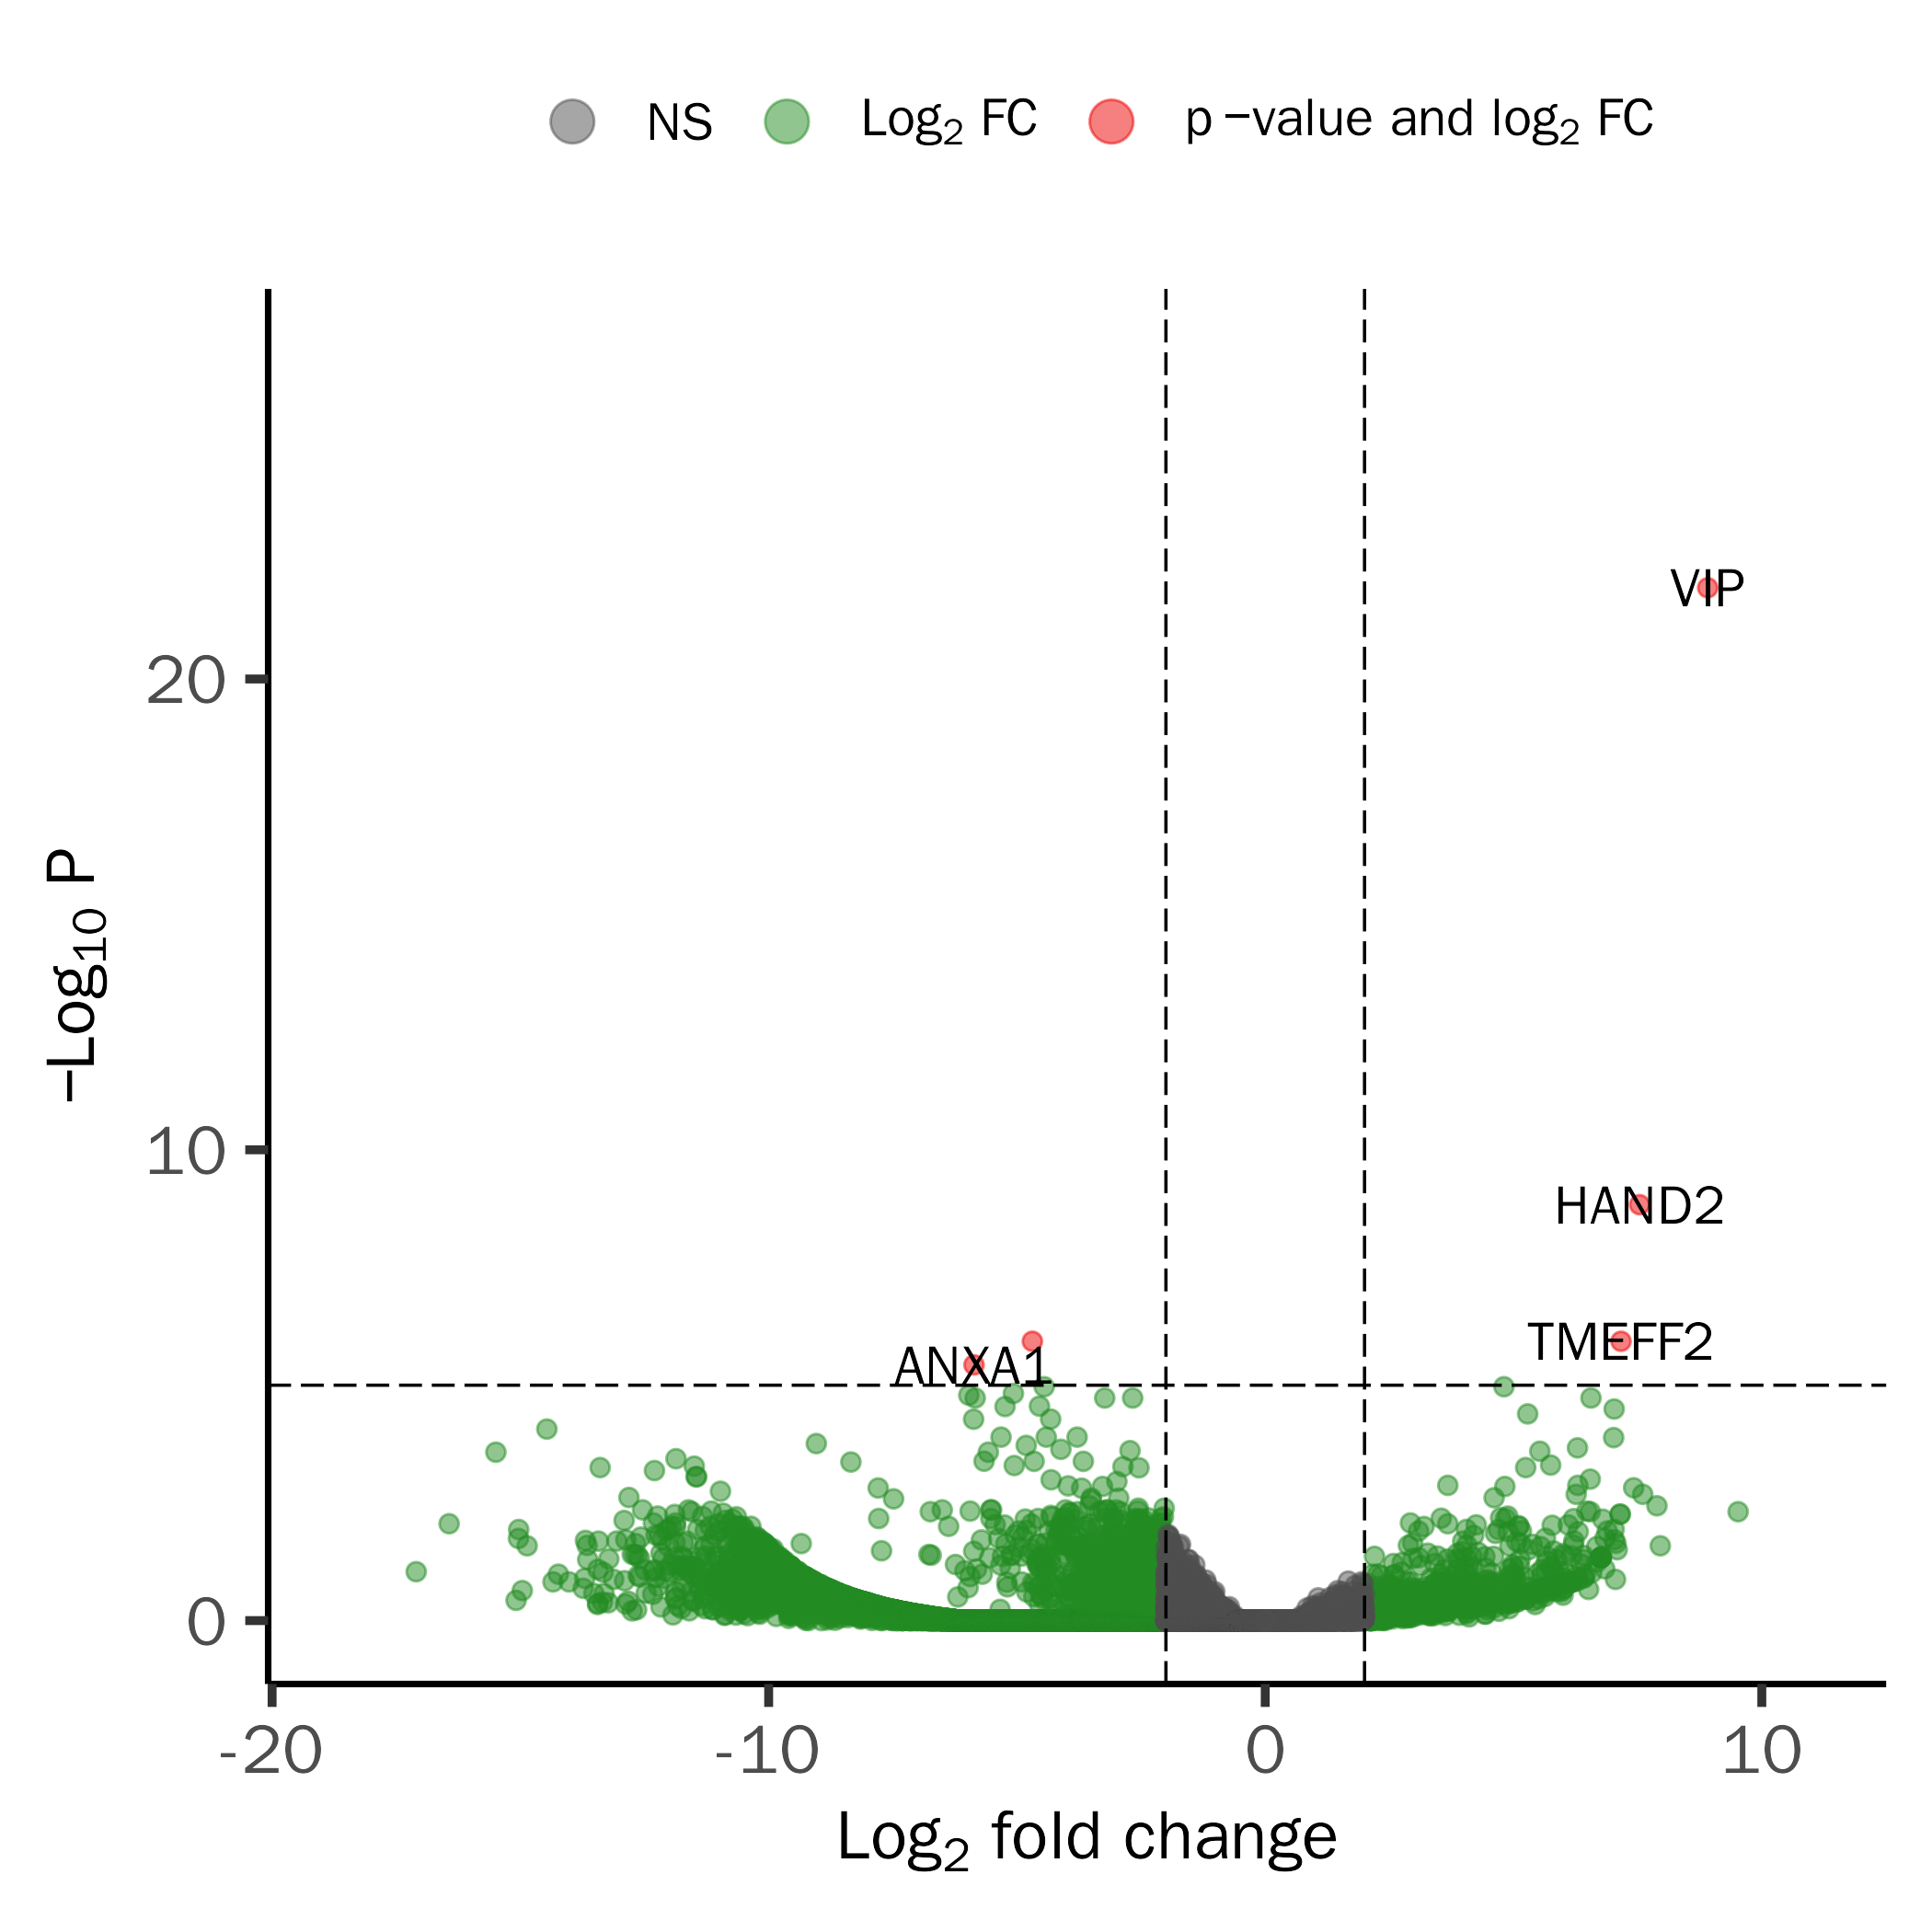 NS Log₂ FC p −value and log₂ FC
VIP
20
−Log₁₀ P
10
HAND2
TMEFF2
ANXA1
0
-20 -10 0 10
Log₂ fold change